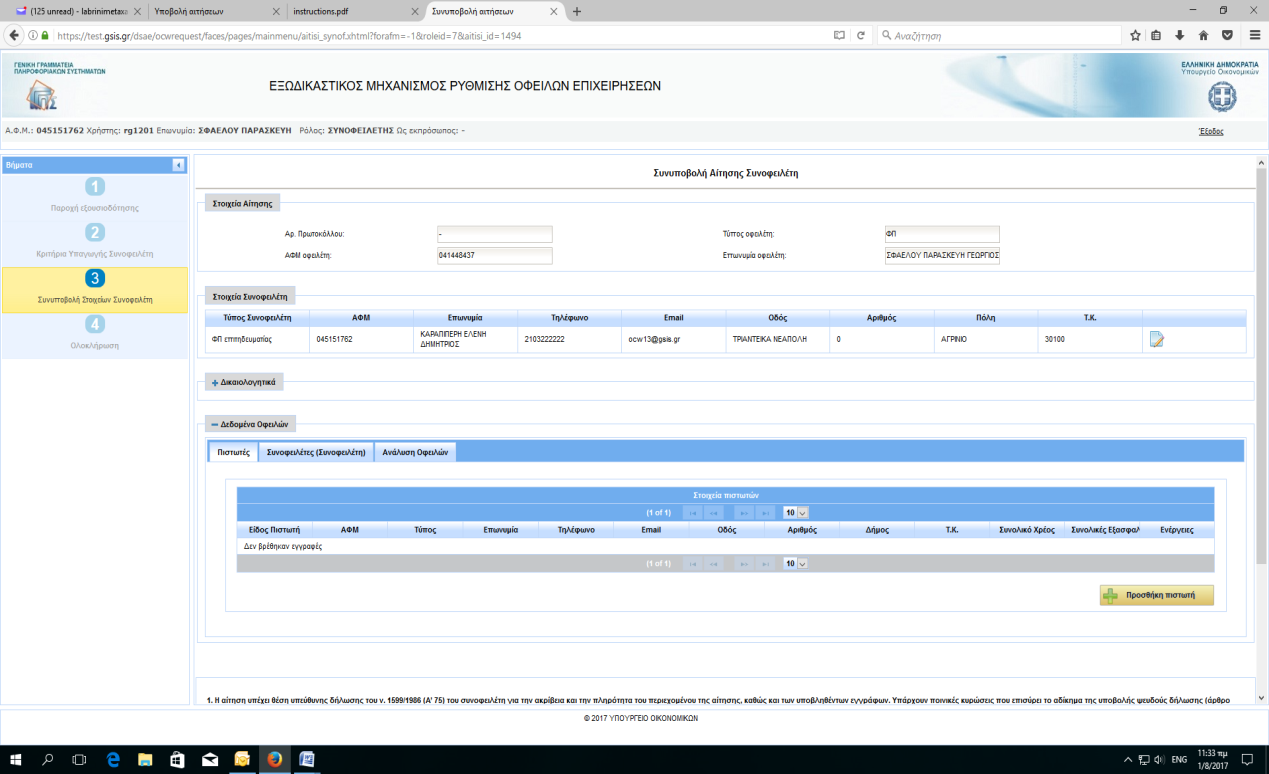 (125 unread) - labrinimetaxa
Υποβολή αιτήσεων
instructions.pdf
Συνυποβολή αιτήσεων
https://test.gsis.gr/dsae/ocwrequest/faces/pages/mainmenu/aitisi_synof.xhtml?forafm=-1&roleid=7&aitisi_id=1494
Αναζήτηση
ΓΕΝΙΚΗ ΓΡΑΜΜΑΤΕΙΑ
ΠΛΗΡΟΦΟΡΙΑΚΩΝ ΣΥΣΤΗΜΑΤΩΝ
ΕΞΩΔΙΚΑΣΤΙΚΟΣ ΜΗΧΑΝΙΣΜΟΣ ΡΥΘΜΙΣΗΣ ΟΦΕΙΛΩΝ ΕΠΙΧΕΙΡΗΣΕΩΝ
ΕΛΛΗΝΙΚΗ ΔΗΜΟΚΡΑΤΙΑ
Υπουργείο Οικονομικών
Α.Φ.Μ.: 045151762 Χρήστης: rg1201 Επωνυμία: ΣΦΑΕΛΟΥ ΠΑΡΑΣΚΕΥΗ Ρόλος: ΣΥΝΟΦΕΙΛΕΤΗΣ Ως εκπρόσωπος: -
Έξοδος
Βήματα
1
Παροχή εξουσιοδότησης
2
Κριτήρια Υπαγωγής Συνοφειλέτη
3
Συνυποβολή Στοιχείων Συνοφειλέτη
4
Ολοκλήρωση
Συνυποβολή Αίτησης Συνοφειλέτη
Στοιχεία Αίτησης
Αρ. Πρωτοκόλλου: -
Τύπος οφειλέτη: ΦΠ
ΑΦΜ οφειλέτη: 041448437
Επωνυμία οφειλέτη: ΣΦΑΕΛΟΥ ΠΑΡΑΣΚΕΥΗ ΓΕΩΡΓΙΟΣ
Στοιχεία Συνοφειλέτη
Τύπος Συνοφειλέτη ΑΦΜ Επωνυμία Τηλέφωνο Email Οδός Αριθμός Πόλη Τ.Κ.
ΦΠ επιτηδευματίας 045151762 ΚΑΡΑΠΙΠΕΡΗ ΕΛΕΝΗ ΔΗΜΗΤΡΙΟΣ 2103222222 ocw13@gsis.gr ΤΡΙΑΝΤΕΙΚΑ ΝΕΑΠΟΛΗ 0 ΑΓΡΙΝΙΟ 30100
Δικαιολογητικά
Δεδομένα Οφειλών
Πιστωτές Συνοφειλέτες (Συνοφειλέτη) Ανάλυση Οφειλών
Στοιχεία πιστωτών
(1 of 1) 10
Είδος Πιστωτή ΑΦΜ Τύπος Επωνυμία Τηλέφωνο Email Οδός Αριθμός Δήμος Τ.Κ. Συνολικό Χρέος Συνολικές Εξασφαλ Ενέργειες
Δεν βρέθηκαν εγγραφές
(1 of 1) 10
Προσθήκη πιστωτή
1. Η αίτηση υπέχει θέση υπεύθυνης δήλωσης του ν. 1599/1986 (Α' 75) του συνοφειλέτη για την ακρίβεια και την πληρότητα του περιεχομένου της αίτησης, καθώς και των υποβληθέντων εγγράφων. Υπάρχουν ποινικές κυρώσεις που επισύρει το αδίκημα της υποβολής ψευδούς δήλωσης (άρθρο
© 2017 ΥΠΟΥΡΓΕΙΟ ΟΙΚΟΝΟΜΙΚΩΝ
ENG
11:33 πμ
1/8/2017